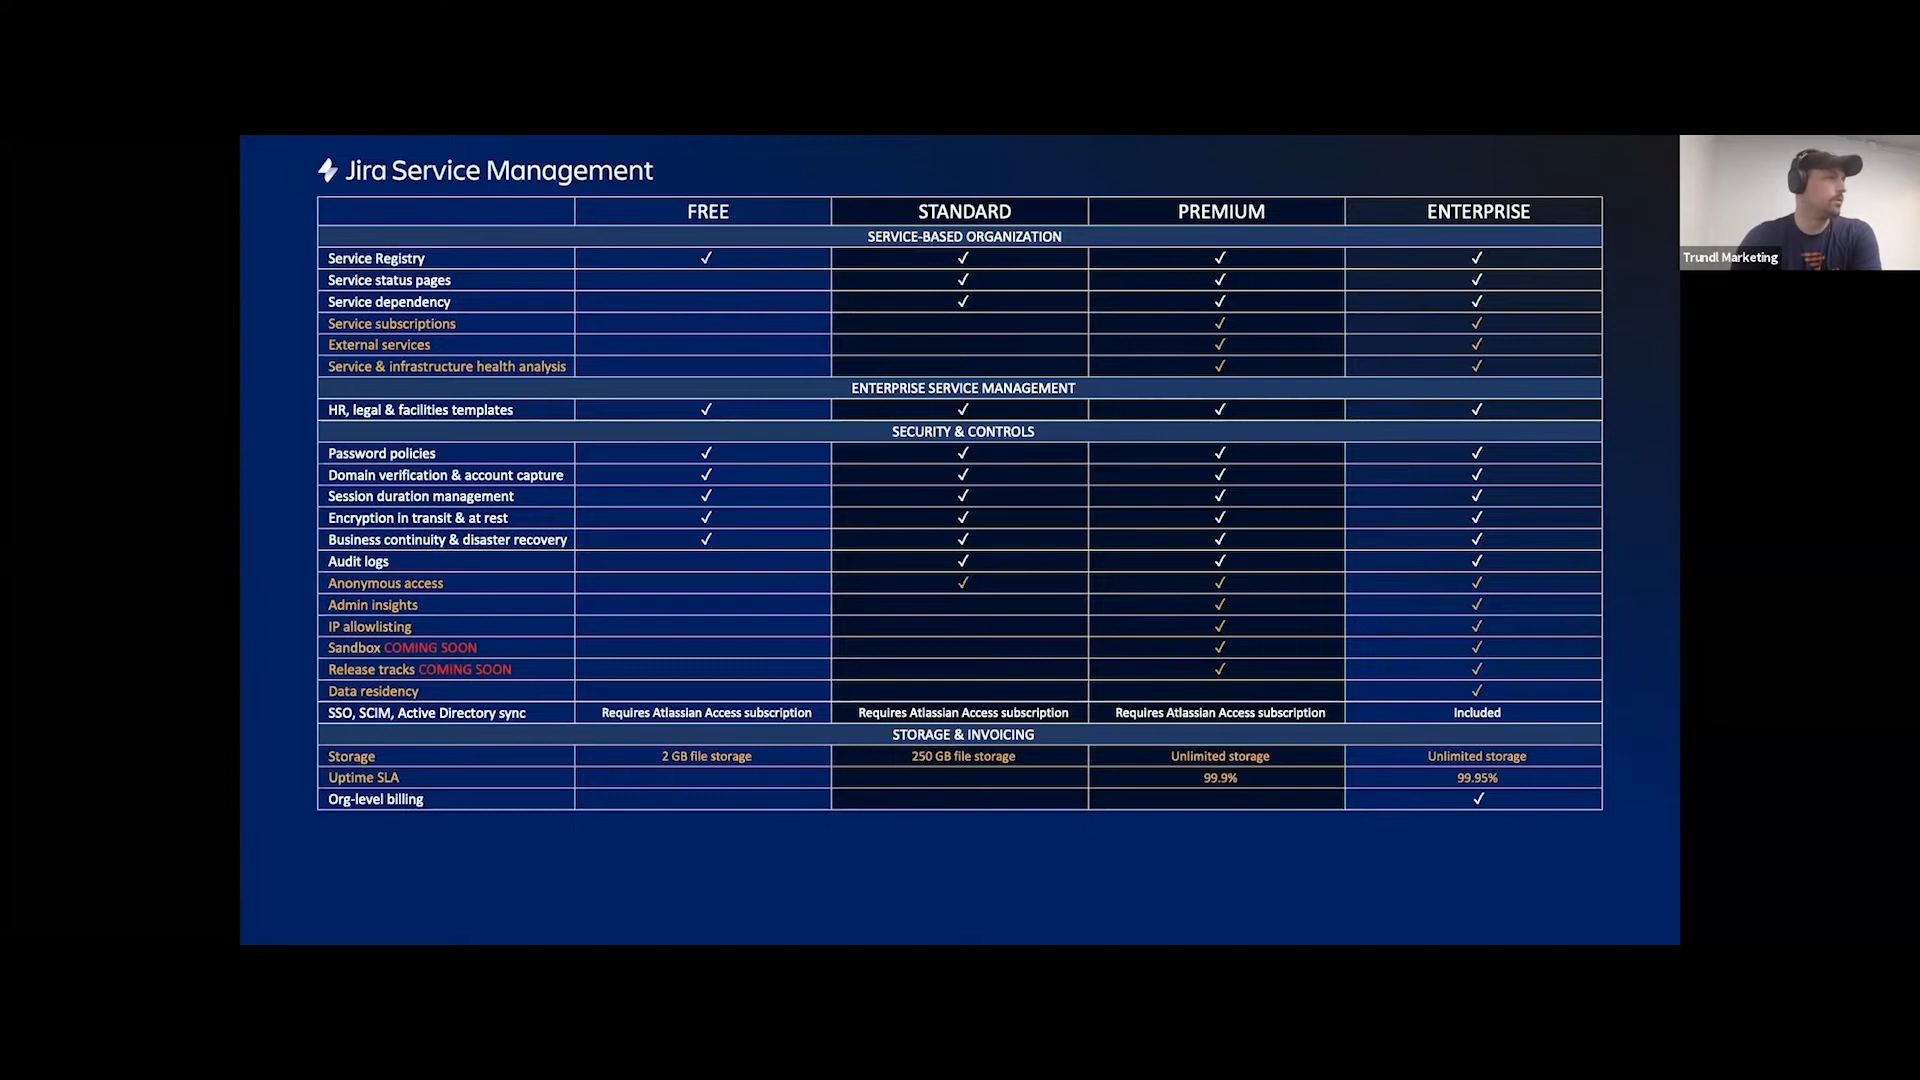 Jira Service Management
FREE STANDARD PREMIUM ENTERPRISE
SERVICE-BASED ORGANIZATION
Service Registry ✓ ✓ ✓ ✓
Service status pages ✓ ✓ ✓
Service dependency ✓ ✓ ✓
Service subscriptions ✓ ✓
External services ✓ ✓
Service & infrastructure health analysis ✓ ✓
ENTERPRISE SERVICE MANAGEMENT
HR, legal & facilities templates ✓ ✓ ✓ ✓
SECURITY & CONTROLS
Password policies ✓ ✓ ✓ ✓
Domain verification & account capture ✓ ✓ ✓ ✓
Session duration management ✓ ✓ ✓ ✓
Encryption in transit & at rest ✓ ✓ ✓ ✓
Business continuity & disaster recovery ✓ ✓ ✓ ✓
Audit logs ✓ ✓ ✓
Anonymous access ✓ ✓ ✓
Admin insights ✓ ✓
IP allowlisting ✓ ✓
Sandbox COMING SOON ✓ ✓
Release tracks COMING SOON ✓ ✓
Data residency ✓
SSO, SCIM, Active Directory sync Requires Atlassian Access subscription Requires Atlassian Access subscription Requires Atlassian Access subscription Included
STORAGE & INVOICING
Storage 2 GB file storage 250 GB file storage Unlimited storage Unlimited storage
Uptime SLA 99.9% 99.95%
Org-level billing ✓
Trundl Marketing